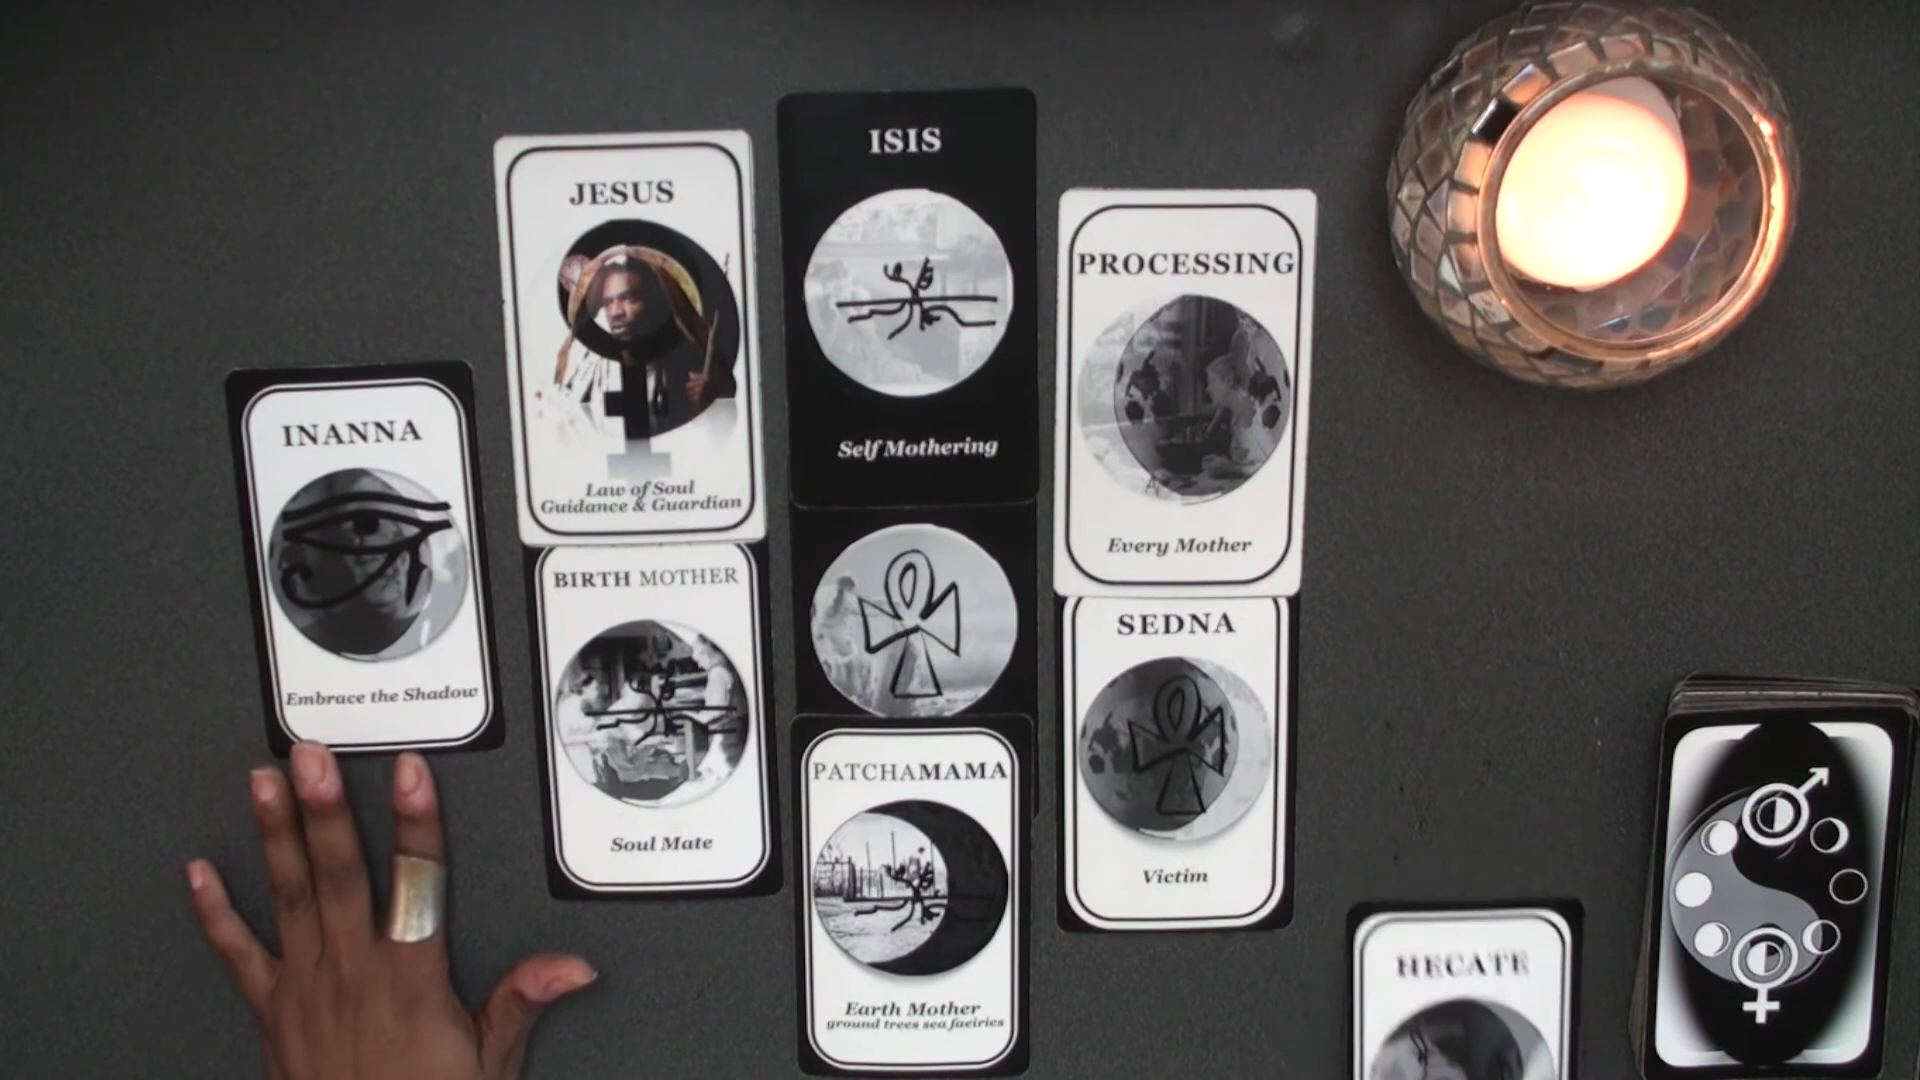 INANNA
Embrace the Shadow
JESUS
Law of Soul
Guidance & Guardian
BIRTH MOTHER
Soul Mate
ISIS
Self Mothering
PATCHAMAMA
Earth Mother
ground trees sea faeiries
PROCESSING
Every Mother
SEDNA
Victim
HECATE